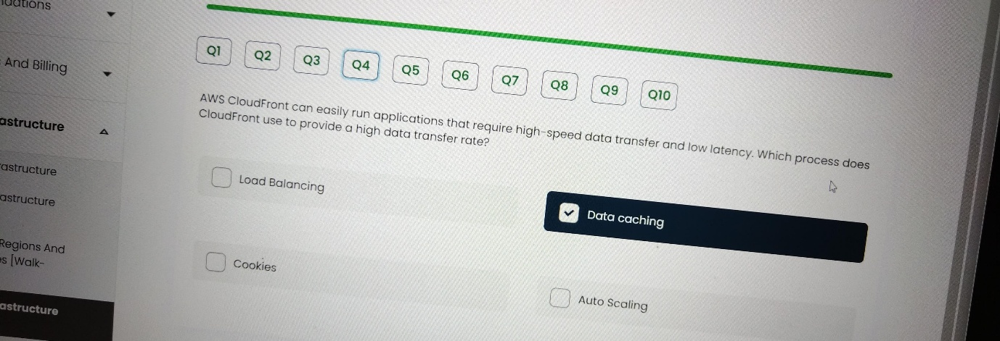 And Billing
Q1 Q2 Q3 Q4 Q5 Q6 Q7 Q8 Q9 Q10
AWS CloudFront can easily run applications that require high-speed data transfer and low latency. Which process does
CloudFront use to provide a high data transfer rate?
Load Balancing
Data caching
Cookies
Auto Scaling
astructure
rastructure
astructure
Regions And
es [Walk-
astructure